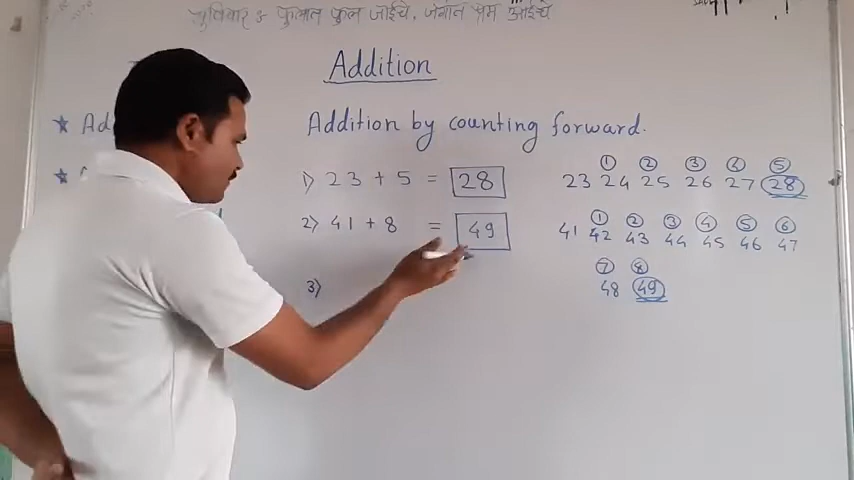 फुलात फुल जाईचे,
Addition
Ad
Addition by counting forward.
1) 23 + 5 = 28
① ② ③ ④ ⑤
23 24 25 26 27 28
2) 41 + 8 = 49
① ② ③ ④ ⑤ ⑥
41 42 43 44 45 46 47
⑦ ⑧
48 49
3)